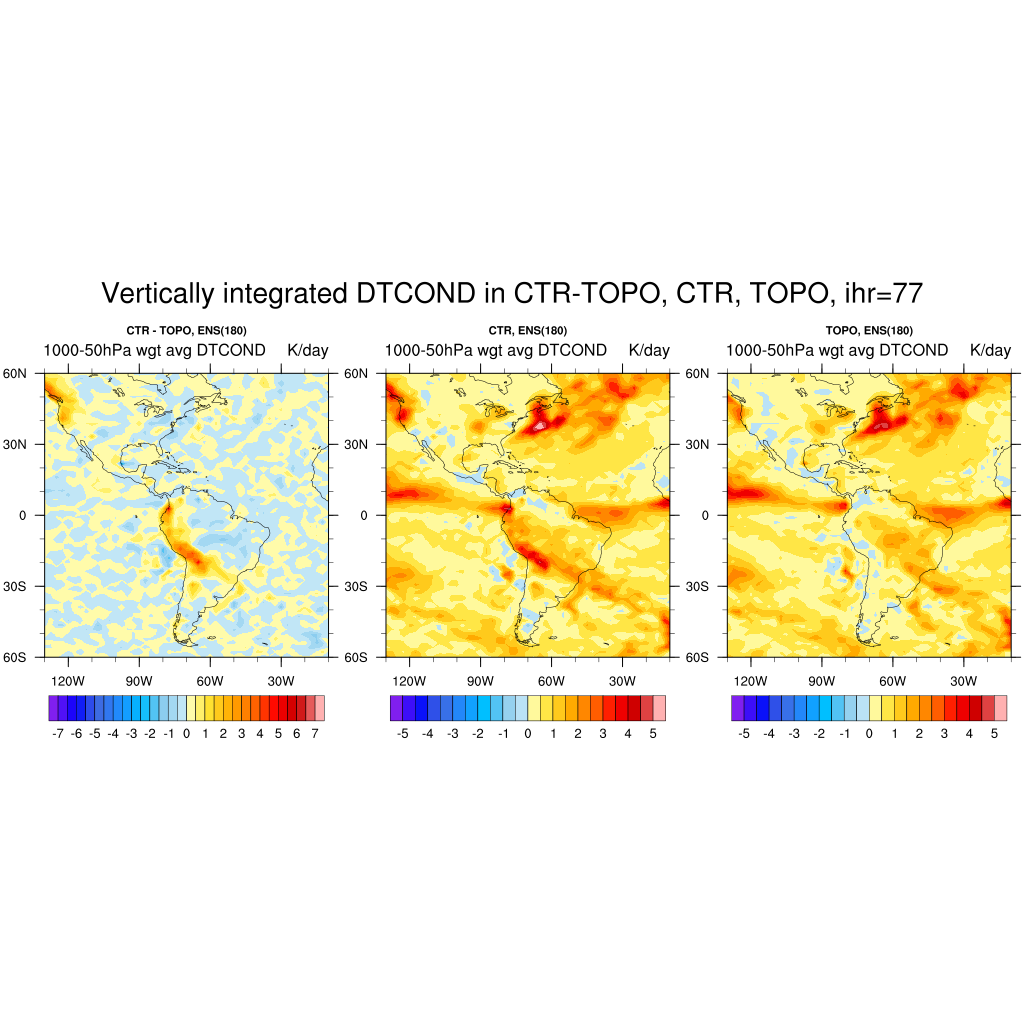 Vertically integrated DTCOND in CTR-TOPO, CTR, TOPO, ihr=77
CTR - TOPO, ENS(180)
1000-50hPa wgt avg DTCOND K/day
60N
30N
0
30S
60S
120W 90W 60W 30W
-7 -6 -5 -4 -3 -2 -1 0 1 2 3 4 5 6 7
CTR, ENS(180)
1000-50hPa wgt avg DTCOND K/day
60N
30N
0
30S
60S
120W 90W 60W 30W
-5 -4 -3 -2 -1 0 1 2 3 4 5
TOPO, ENS(180)
1000-50hPa wgt avg DTCOND K/day
60N
30N
0
30S
60S
120W 90W 60W 30W
-5 -4 -3 -2 -1 0 1 2 3 4 5